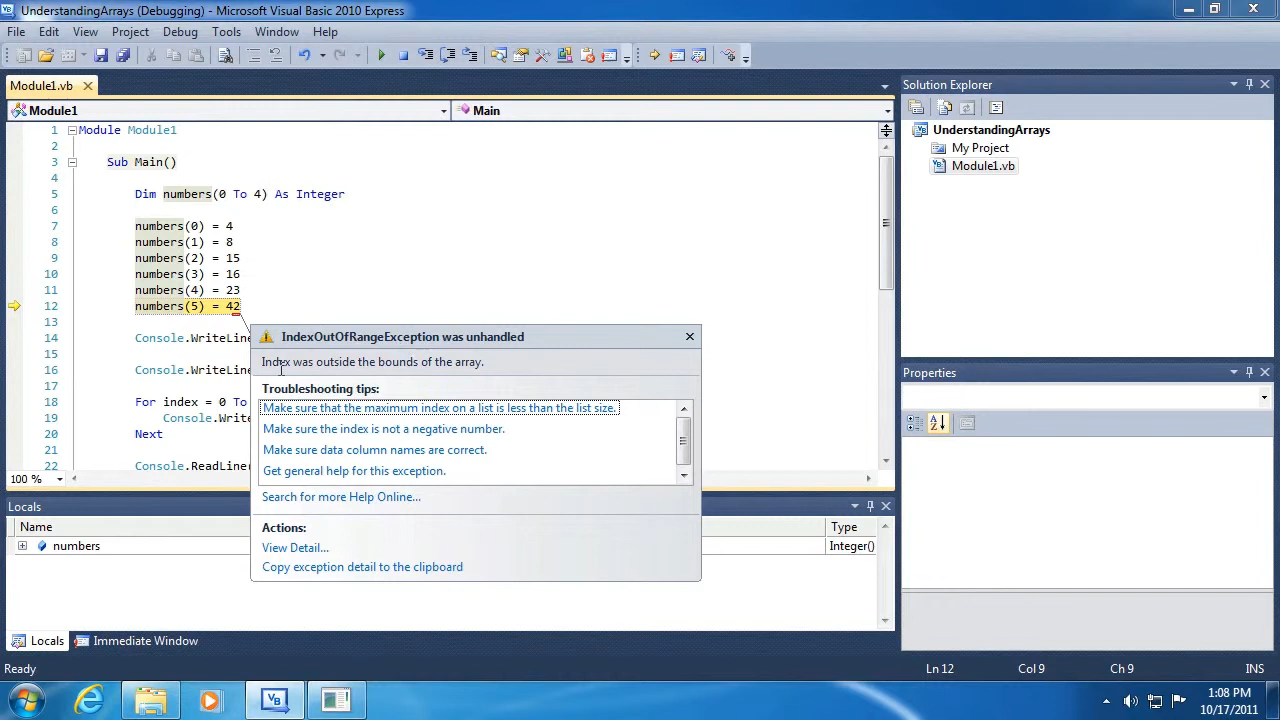 UnderstandingArrays (Debugging) - Microsoft Visual Basic 2010 Express
File Edit View Project Debug Tools Window Help
Module1.vb
Module1 Main
1 Module Module1
2
3 Sub Main()
4
5 Dim numbers(0 To 4) As Integer
6
7 numbers(0) = 4
8 numbers(1) = 8
9 numbers(2) = 15
10 numbers(3) = 16
11 numbers(4) = 23
12 numbers(5) = 42
13
14 Console.WriteLine
15
16 Console.WriteLine
17
18 For index = 0 To
19 Console.Write
20 Next
21
22 Console.ReadLine
100 %
IndexOutOfRangeException was unhandled
Index was outside the bounds of the array.
Troubleshooting tips:
Make sure that the maximum index on a list is less than the list size.
Make sure the index is not a negative number.
Make sure data column names are correct.
Get general help for this exception.
Search for more Help Online...
Actions:
View Detail...
Copy exception detail to the clipboard
Locals
Name Type
numbers Integer()
Locals Immediate Window
Solution Explorer
UnderstandingArrays
My Project
Module1.vb
Properties
Ready Ln 12 Col 9 Ch 9 INS
1:08 PM
10/17/2011